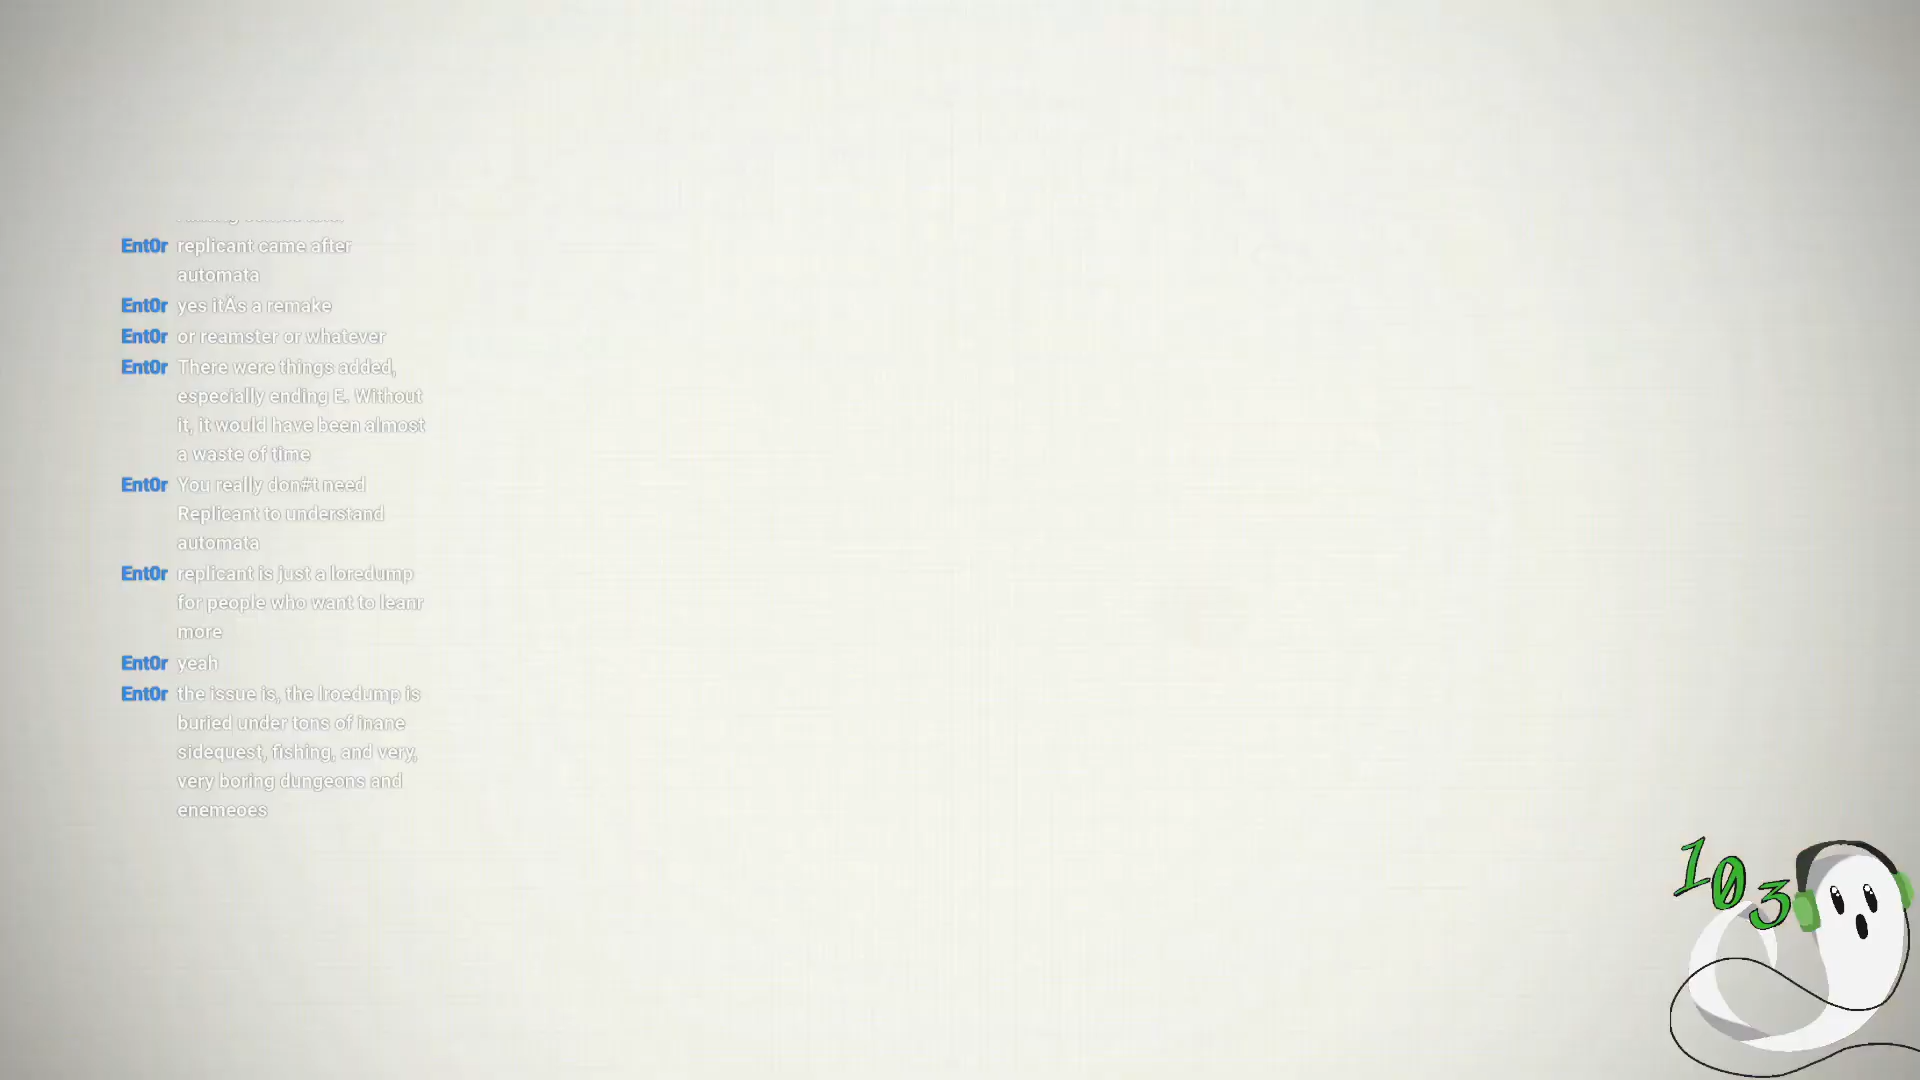 Ent0r replicant came after
automata
Ent0r yes itÄs a remake
Ent0r or reamster or whatever
Ent0r There were things added,
especially ending E. Without
it, it would have been almost
a waste of time
Ent0r You really don#t need
Replicant to understand
automata
Ent0r replicant is just a loredump
for people who want to leanr
more
Ent0r yeah
Ent0r the issue is, the lroedump is
buried under tons of inane
sidequest, fishing, and very,
very boring dungeons and
enemeoes
103